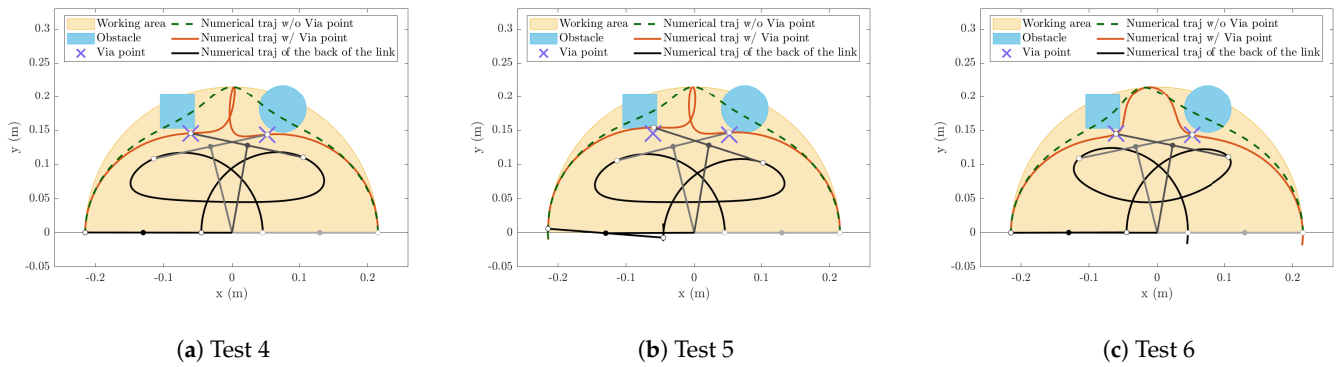 Working area
Numerical traj w/o Via point
Obstacle
Numerical traj w/ Via point
Via point
Numerical traj of the back of the link
0.3
0.2
0.15
0.1
0.05
0
-0.05
y (m)
-0.2
-0.1
0
0.1
0.2
x (m)
(a) Test 4
Working area
Numerical traj w/o Via point
Obstacle
Numerical traj w/ Via point
Via point
Numerical traj of the back of the link
0.3
0.2
0.15
0.1
0.05
0
-0.05
y (m)
-0.2
-0.1
0
0.1
0.2
x (m)
(b) Test 5
Working area
Numerical traj w/o Via point
Obstacle
Numerical traj w/ Via point
Via point
Numerical traj of the back of the link
0.3
0.2
0.15
0.1
0.05
0
-0.05
y (m)
-0.2
-0.1
0
0.1
0.2
x (m)
(c) Test 6